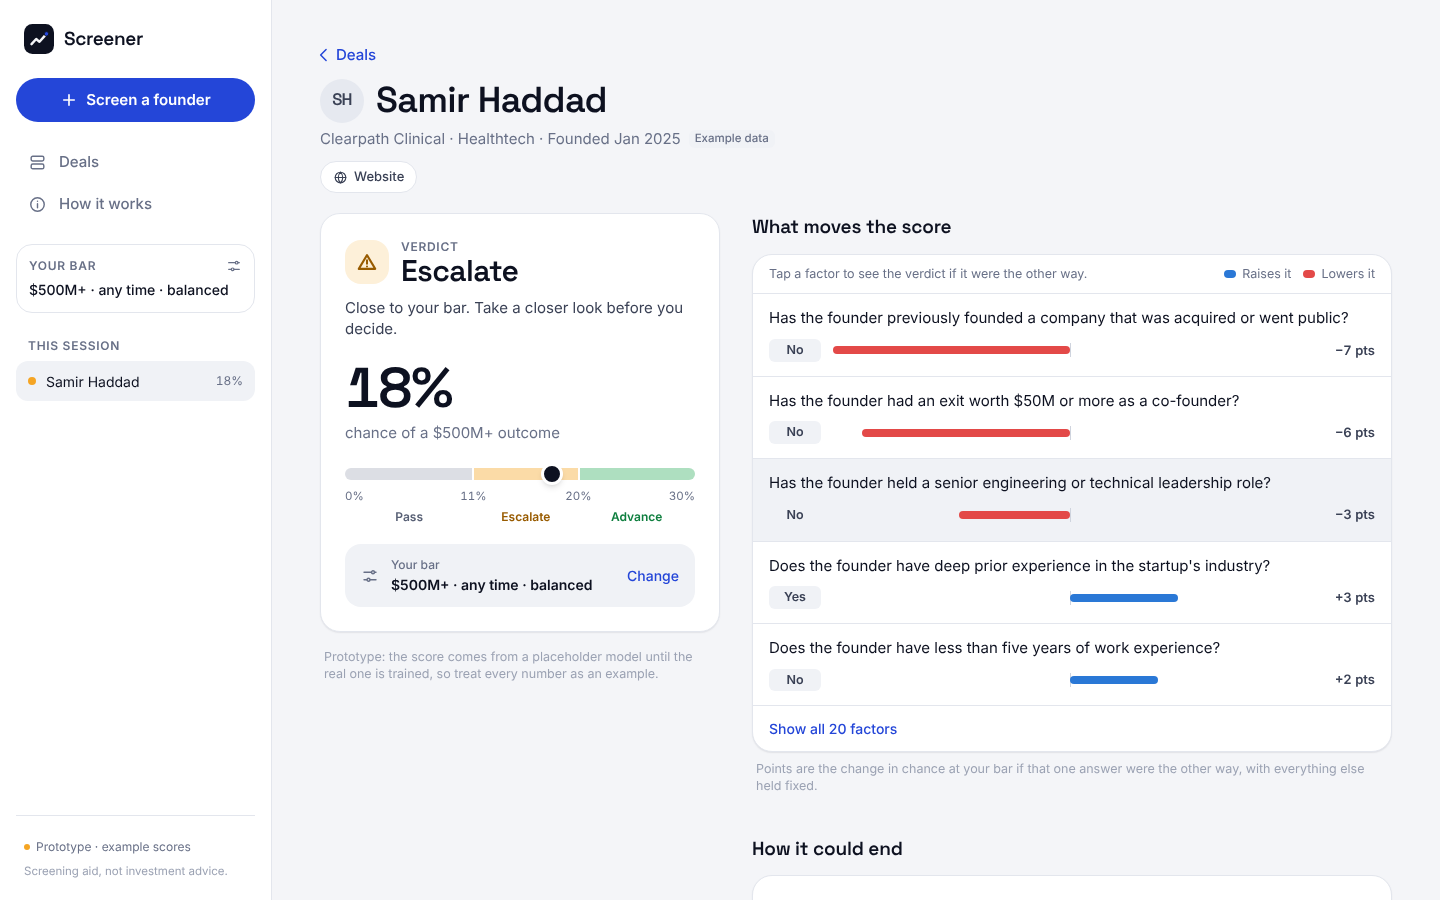 Screener
Screen a founder
Deals
How it works
YOUR BAR
$500M+ · any time · balanced
THIS SESSION
Samir Haddad 18%
Prototype · example scores
Screening aid, not investment advice.
Deals
SH Samir Haddad
Clearpath Clinical · Healthtech · Founded Jan 2025 Example data
Website
VERDICT
Escalate
Close to your bar. Take a closer look before you
decide.
18%
chance of a $500M+ outcome
0% 11% 20% 30%
Pass Escalate Advance
Your bar
$500M+ · any time · balanced
Change
Prototype: the score comes from a placeholder model until the
real one is trained, so treat every number as an example.
What moves the score
Tap a factor to see the verdict if it were the other way. Raises it Lowers it
Has the founder previously founded a company that was acquired or went public?
No −7 pts
Has the founder had an exit worth $50M or more as a co-founder?
No −6 pts
Has the founder held a senior engineering or technical leadership role?
No −3 pts
Does the founder have deep prior experience in the startup's industry?
Yes +3 pts
Does the founder have less than five years of work experience?
No +2 pts
Show all 20 factors
Points are the change in chance at your bar if that one answer were the other way, with everything else
held fixed.
How it could end